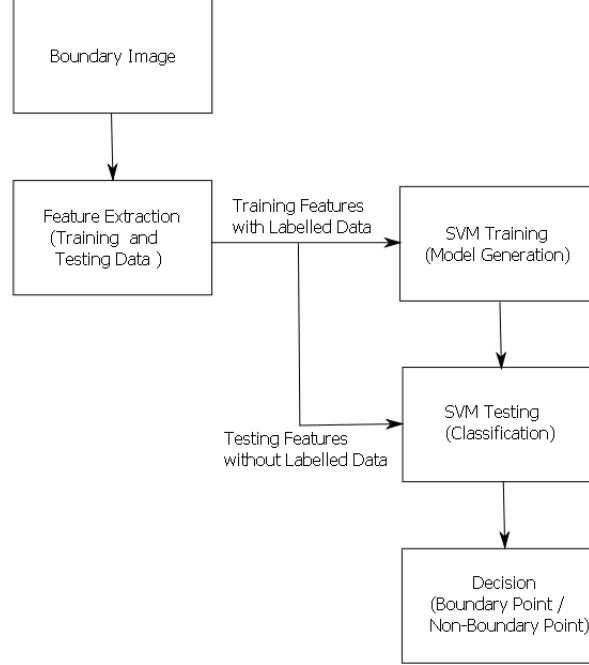 Boundary Image
Feature Extraction
(Training and
Testing Data )
Training Features
with Labelled Data
SVM Training
(Model Generation)
Testing Features
without Labelled Data
SVM Testing
(Classification)
Decision
(Boundary Point /
Non-Boundary Point)